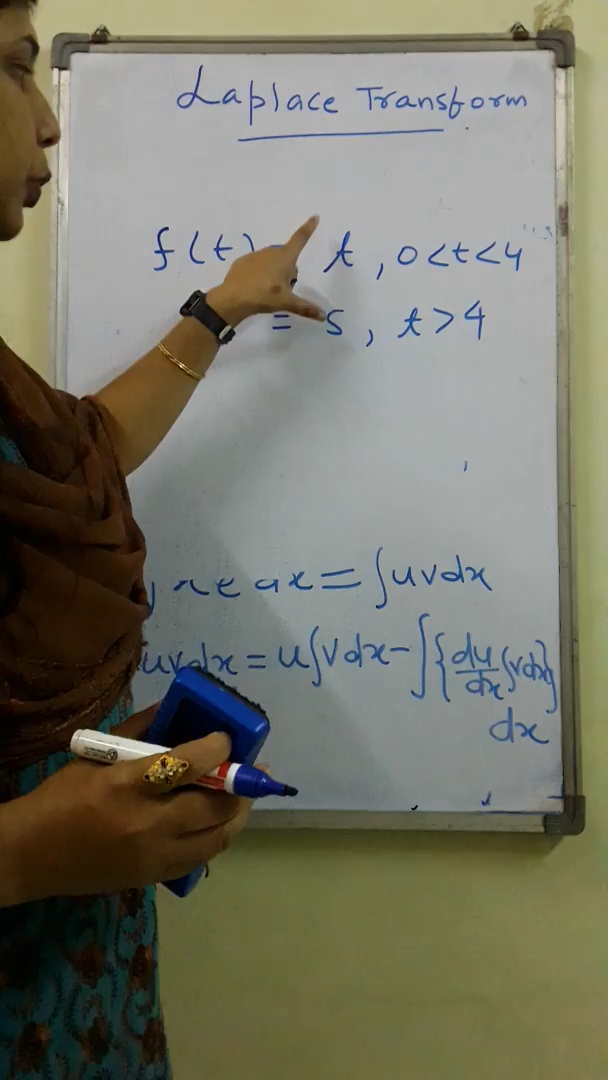 Laplace Transform
f(t) = t, 0<t<4
= 5, t>4
= ∫uvdx
uvdx = u∫vdx - ∫{du/dx ∫vdx}
dx